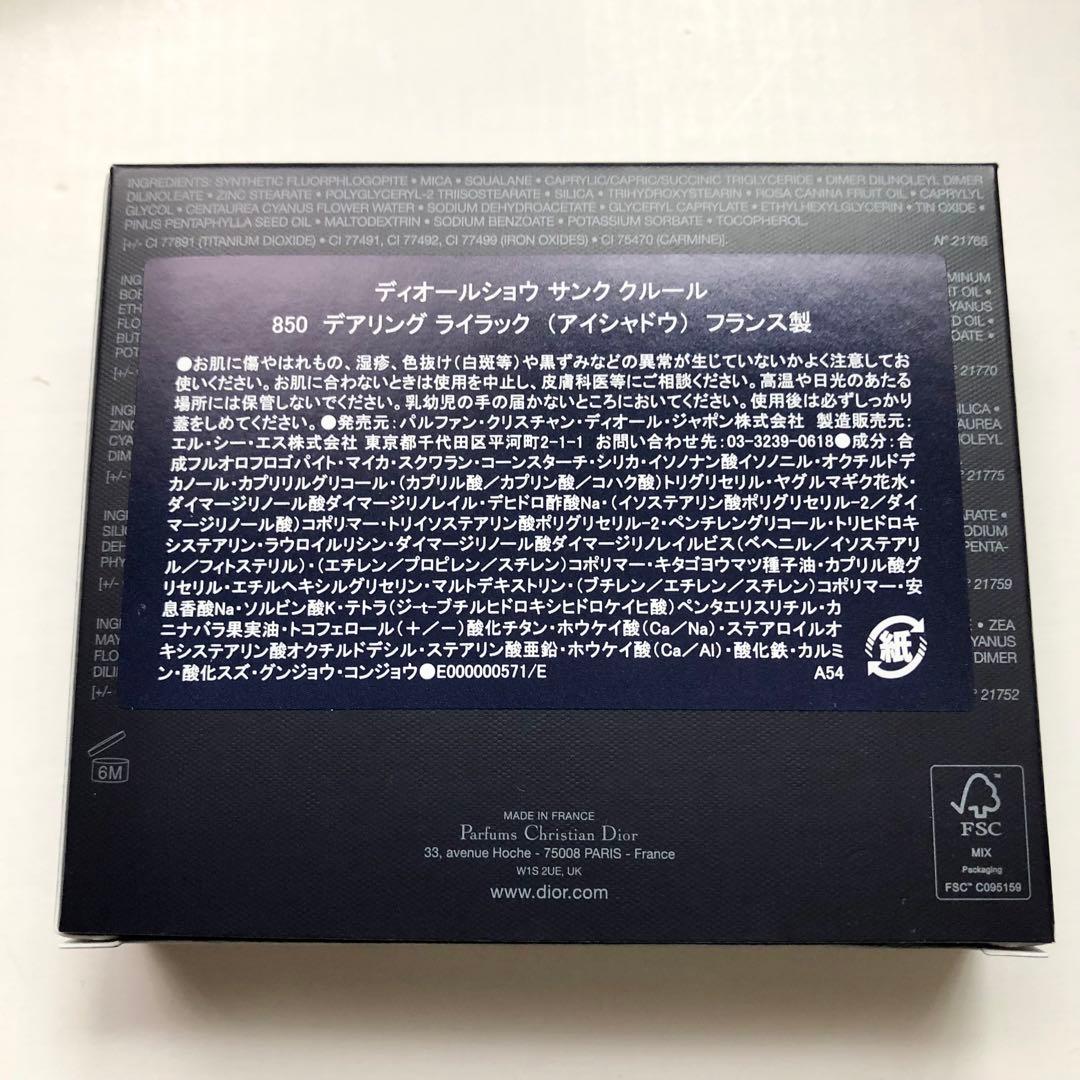 INGREDIENTS: SYNTHETIC FLUORPHLOGOPITE • MICA • SQUALANE • CAPRYLIC/CAPRIC/SUCCINIC TRIGLYCERIDE • DIMER DILINOLEYL DIMER
DILINOLEATE • ZINC STEARATE • POLYGLYCERYL-2 TRIISOSTEARATE • SILICA • TRIHYDROXYSTEARIN • ROSA CANINA FRUIT OIL • CAPRYLYL
GLYCOL • CENTAUREA CYANUS FLOWER WATER • SODIUM DEHYDROACETATE • GLYCERYL CAPRYLATE • ETHYLHEXYLGLYCERIN • TIN OXIDE •
PINUS PENTAPHYLLA SEED OIL • MALTODEXTRIN • SODIUM BENZOATE • POTASSIUM SORBATE • TOCOPHEROL.
[+/- CI 77891 (TITANIUM DIOXIDE) • CI 77491, CI 77492, CI 77499 (IRON OXIDES) • CI 75470 (CARMINE)]. N° 21765
ディオールショウ サンク クルール
850 デアリング ライラック (アイシャドウ) フランス製
●お肌に傷やはれもの、湿疹、色抜け(白斑等)や黒ずみなどの異常が生じていないかよく注意してお
使いください。お肌に合わないときは使用を中止し、皮膚科医等にご相談ください。高温や日光のあたる
場所には保管しないでください。乳幼児の手の届かないところにおいてください。使用後は必ずしっかり
蓋をしめてください。●発売元:パルファン・クリスチャン・ディオール・ジャポン株式会社 製造販売元:
エル・シー・エス株式会社 東京都千代田区平河町2-1-1 お問い合わせ先:03-3239-0618●成分:合
成フルオロフロゴパイト・マイカ・スクワラン・コーンスターチ・シリカ・イソノナン酸イソノニル・オクチルドデ
カノール・カプリリルグリコール・(カプリル酸/カプリン酸/コハク酸)トリグリセリル・ヤグルマギク花水・
ダイマージリノール酸ダイマージリノレイル・デヒドロ酢酸Na・(イソステアリン酸ポリグリセリル-2/ダイ
マージリノール酸)コポリマー・トリイソステアリン酸ポリグリセリル-2・ペンチレングリコール・トリヒドロキ
システアリン・ラウロイルリシン・ダイマージリノール酸ダイマージリノレイルビス(ベヘニル/イソステアリ
ル/フィトステリル)・(エチレン/プロピレン/スチレン)コポリマー・キタゴヨウマツ種子油・カプリル酸グ
リセリル・エチルヘキシルグリセリン・マルトデキストリン・(ブチレン/エチレン/スチレン)コポリマー・安
息香酸Na・ソルビン酸K・テトラ(ジ-t-ブチルヒドロキシヒドロケイヒ酸)ペンタエリスリチル・カ
ニナバラ果実油・トコフェロール(+/-)酸化チタン・ホウケイ酸(Ca/Na)・ステアロイルオ
キシステアリン酸オクチルドデシル・ステアリン酸亜鉛・ホウケイ酸(Ca/Al)・酸化鉄・カルミ
ン・酸化スズ・グンジョウ・コンジョウ●E000000571/E A54
紙
21770
21775
21759
21752
6M
MADE IN FRANCE
Parfums Christian Dior
33, avenue Hoche - 75008 PARIS - France
W1S 2UE, UK
www.dior.com
FSC
MIX
Packaging
FSC™ C095159